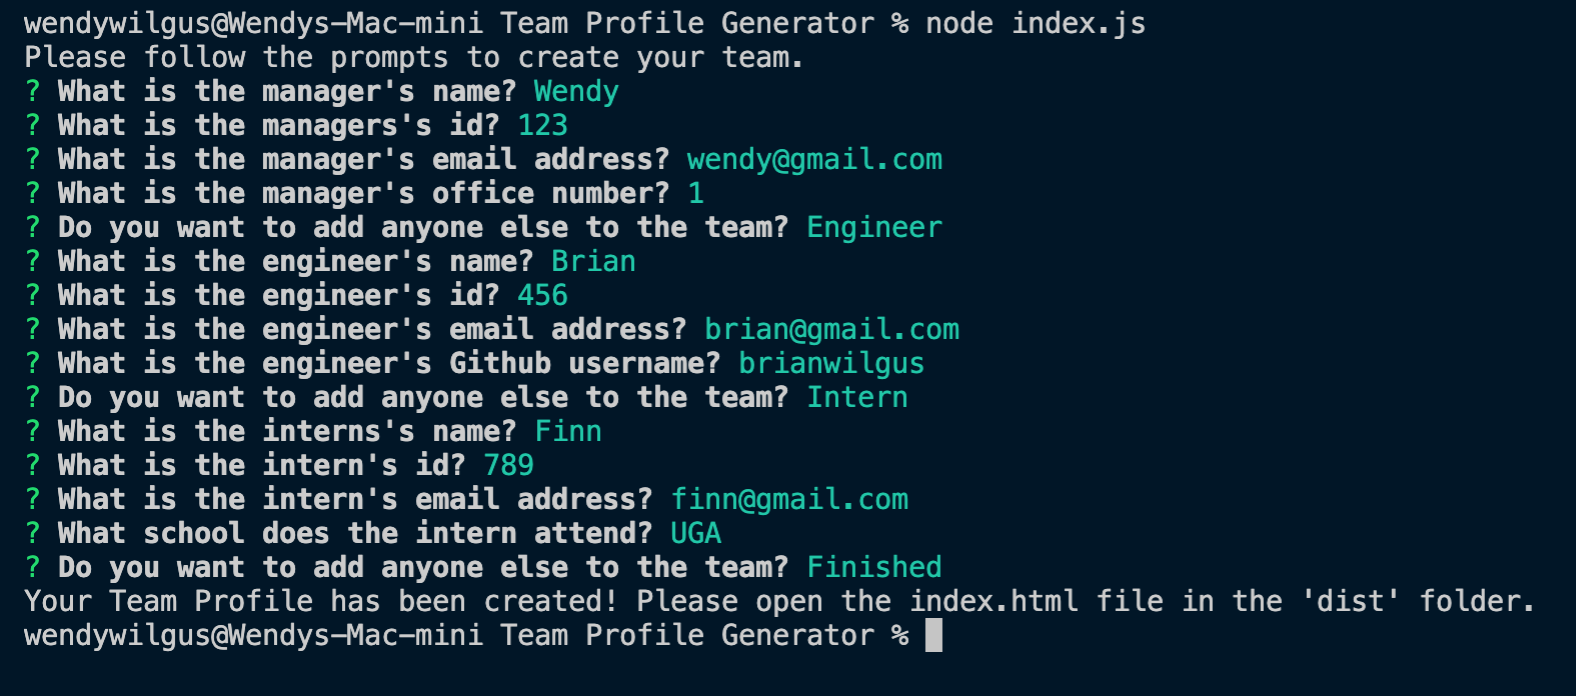 wendywilgus@Wendys-Mac-mini Team Profile Generator % node index.js
Please follow the prompts to create your team.
? What is the manager's name? Wendy
? What is the managers's id? 123
? What is the manager's email address? wendy@gmail.com
? What is the manager's office number? 1
? Do you want to add anyone else to the team? Engineer
? What is the engineer's name? Brian
? What is the engineer's id? 456
? What is the engineer's email address? brian@gmail.com
? What is the engineer's Github username? brianwilgus
? Do you want to add anyone else to the team? Intern
? What is the interns's name? Finn
? What is the intern's id? 789
? What is the intern's email address? finn@gmail.com
? What school does the intern attend? UGA
? Do you want to add anyone else to the team? Finished
Your Team Profile has been created! Please open the index.html file in the 'dist' folder.
wendywilgus@Wendys-Mac-mini Team Profile Generator %